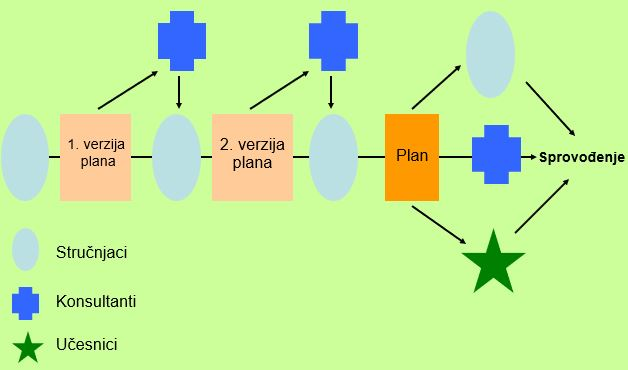 1. verzija
plana
2. verzija
plana
Plan
Sprovođenje
Stručnjaci
Konsultanti
Učesnici